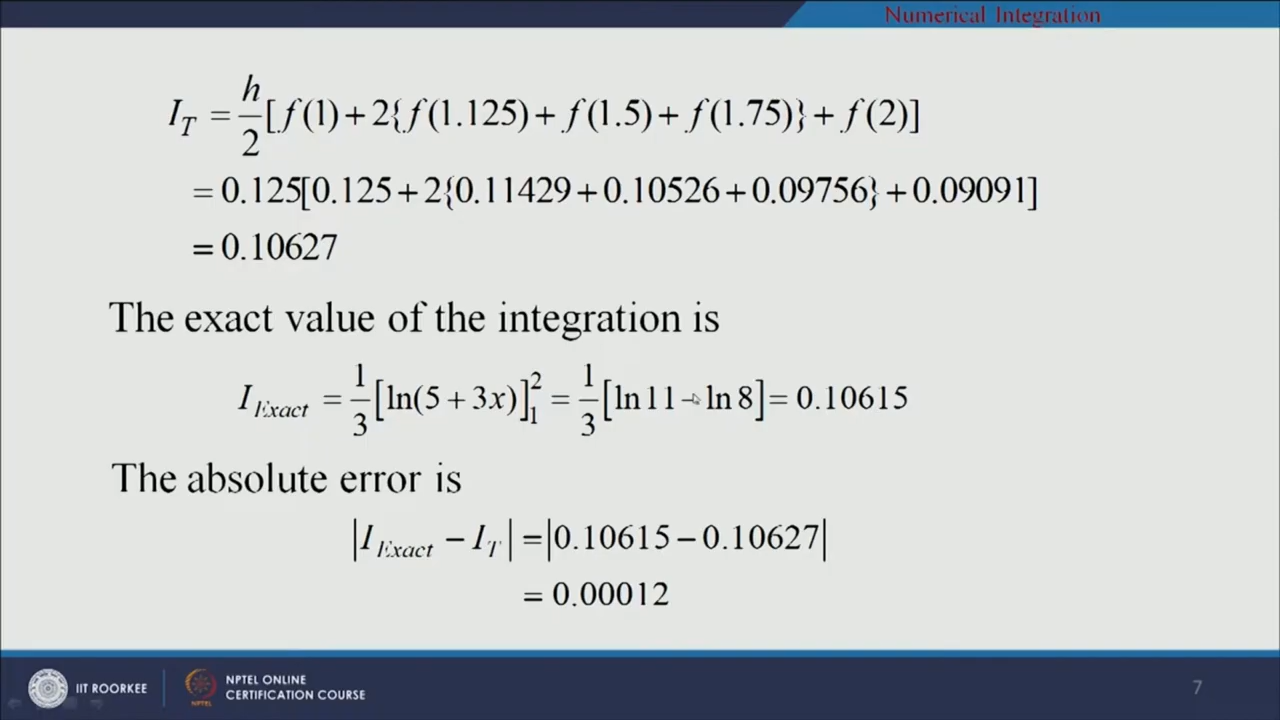 Numerical Integration
I_T = h/2 [f(1) + 2{f(1.125) + f(1.5) + f(1.75)} + f(2)]
= 0.125[0.125 + 2{0.11429 + 0.10526 + 0.09756} + 0.09091]
= 0.10627
The exact value of the integration is
I_Exact = 1/3 [ln(5 + 3x)]_1^2 = 1/3 [ln 11 − ln 8] = 0.10615
The absolute error is
|I_Exact − I_T| = |0.10615 − 0.10627|
= 0.00012
IIT ROORKEE
NPTEL
NPTEL ONLINE
CERTIFICATION COURSE
7